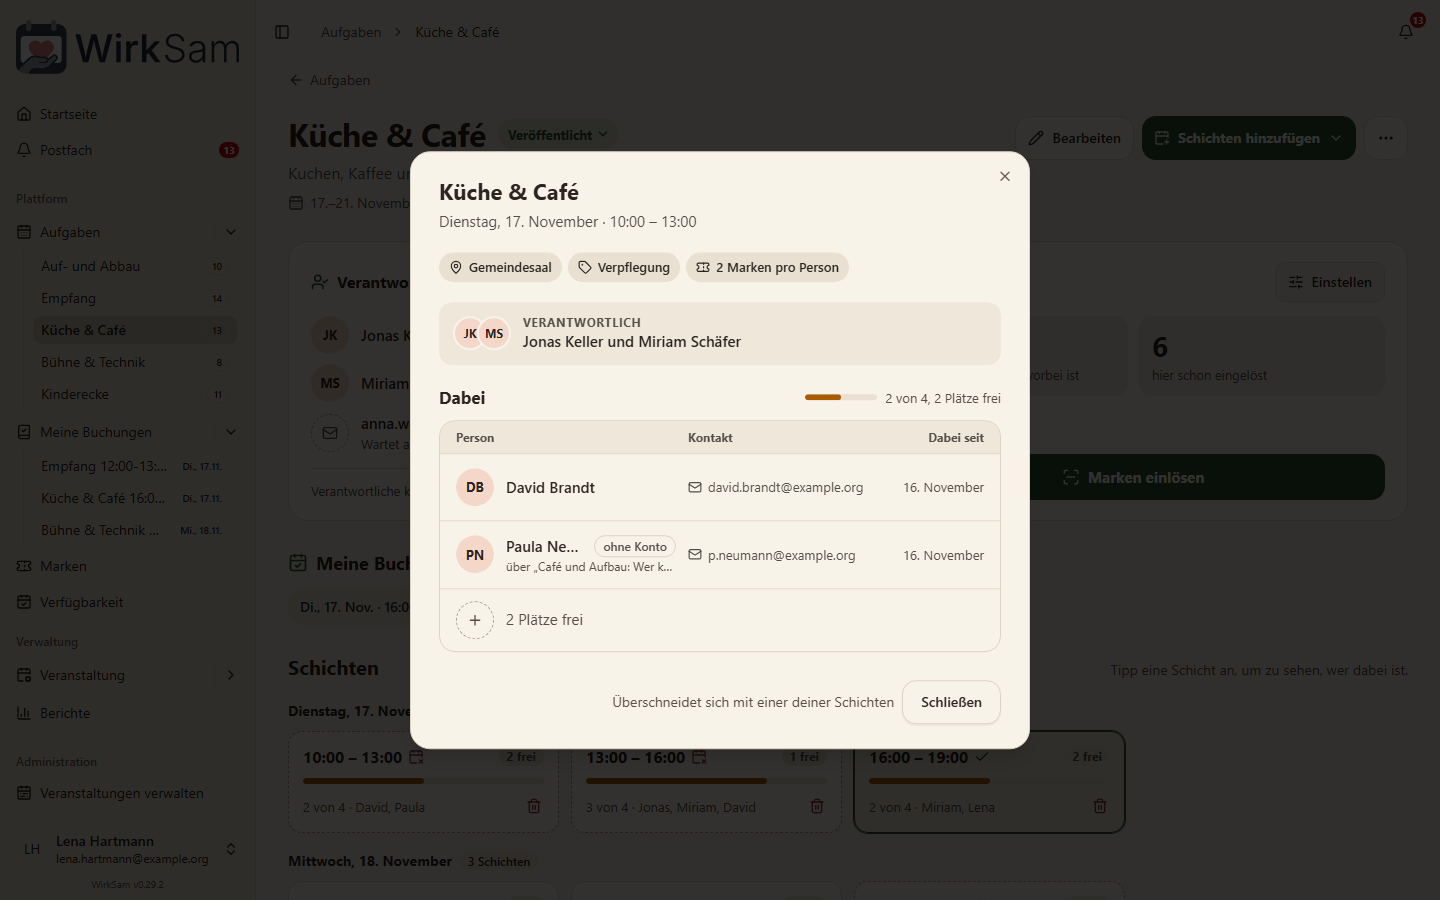 WirkSam
Startseite
Postfach
13
Plattform
Aufgaben
Auf- und Abbau
10
Empfang
14
Küche & Café
13
Bühne & Technik
8
Kinderecke
11
Meine Buchungen
Empfang 12:00-13:...
Di., 17.11.
Küche & Café 16:0...
Di., 17.11.
Bühne & Technik ...
Mi., 18.11.
Marken
Verfügbarkeit
Verwaltung
Veranstaltung
Berichte
Administration
Veranstaltungen verwalten
LH
Lena Hartmann
lena.hartmann@example.org
WirkSam v0.29.2
Aufgaben
Küche & Café
13
Aufgaben
Küche & Café
Veröffentlicht
Bearbeiten
Schichten hinzufügen
Kuchen, Kaffee
17.–21. Novemb
Verantwo
Einstellen
JK
Jonas K
MS
Miriam
anna.w
Wartet a
Verantwortliche k
vorbei ist
6
hier schon eingelöst
Marken einlösen
Meine Buch
Di., 17. Nov. · 16:0
Küche & Café
Dienstag, 17. November · 10:00 – 13:00
Gemeindesaal
Verpflegung
2 Marken pro Person
JK
MS
VERANTWORTLICH
Jonas Keller und Miriam Schäfer
Dabei
2 von 4, 2 Plätze frei
Person
Kontakt
Dabei seit
DB
David Brandt
david.brandt@example.org
16. November
PN
Paula Ne...
ohne Konto
über „Café und Aufbau: Wer k...
p.neumann@example.org
16. November
2 Plätze frei
Überschneidet sich mit einer deiner Schichten
Schließen
Schichten
Tipp eine Schicht an, um zu sehen, wer dabei ist.
Dienstag, 17. Nove
10:00 – 13:00
2 frei
2 von 4 · David, Paula
13:00 – 16:00
1 frei
3 von 4 · Jonas, Miriam, David
16:00 – 19:00
2 frei
2 von 4 · Miriam, Lena
Mittwoch, 18. November
3 Schichten